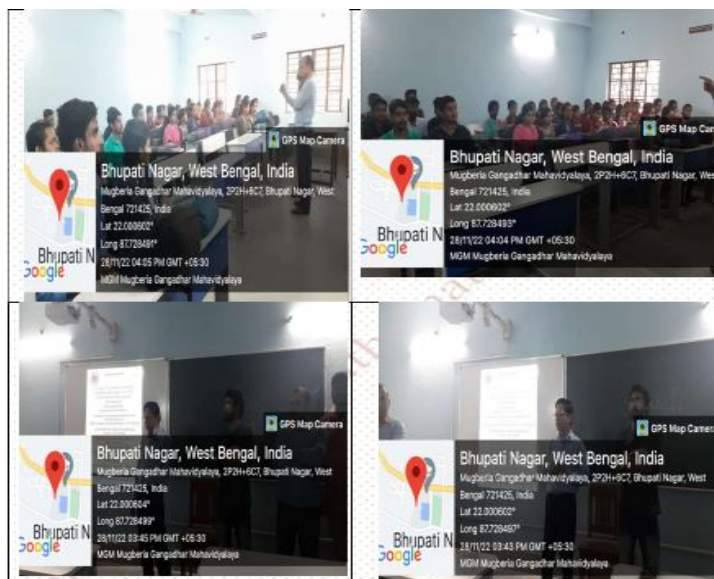 GPS Map Camera
Bhupati Nagar, West Bengal, India
Mugberia Gangadhar Mahavidyalaya, 2P2H+6C7, Bhupati Nagar, West
Bengal 721425, India
Lat 22.000602°
Long 87.728491°
28/11/22 04:05 PM GMT +05:30
MGM Mugberia Gangadhar Mahavidyalaya
Bhupati N
Google
GPS Map Cam
Bhupati Nagar, West Bengal, India
Mugberia Gangadhar Mahavidyalaya, 2P2H+6C7, Bhupati Nagar, Wes
Bengal 721425, India
Lat 22.000602°
Long 87.728493°
28/11/22 04:04 PM GMT +05:30
MGM Mugberia Gangadhar Mahavidyalaya
Bhupati N
Google
GPS Map Camera
Bhupati Nagar, West Bengal, India
Mugberia Gangadhar Mahavidyalaya, 2P2H+6C7, Bhupati Nagar, West
Bengal 721425, India
Lat 22.000604°
Long 87.728499°
28/11/22 03:45 PM GMT +05:30
MGM Mugberia Gangadhar Mahavidyalaya
Bhupati N
Google
GPS Map Camera
Bhupati Nagar, West Bengal, India
Mugberia Gangadhar Mahavidyalaya, 2P2H+6C7, Bhupati Nagar, West
Bengal 721425, India
Lat 22.000602°
Long 87.728497°
28/11/22 03:45 PM GMT +05:30
MGM Mugberia Gangadhar Mahavidyalaya
Bhupati N
Google